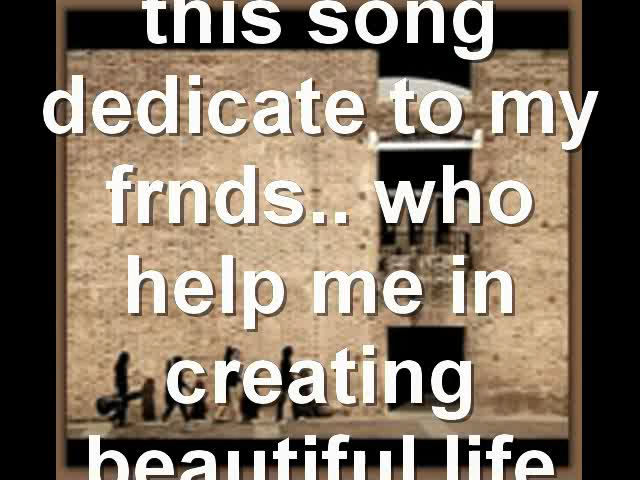 this song
dedicate to my
frnds.. who
help me in
creating
beautiful life